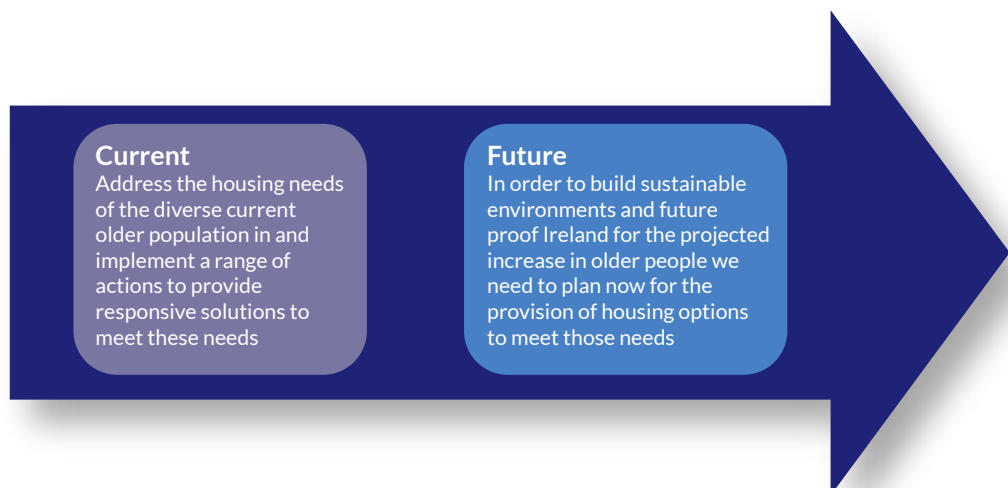 Current
Address the housing needs
of the diverse current
older population in and
implement a range of
actions to provide
responsive solutions to
meet these needs
Future
In order to build sustainable
environments and future
proof Ireland for the projected
increase in older people we
need to plan now for the
provision of housing options
to meet those needs